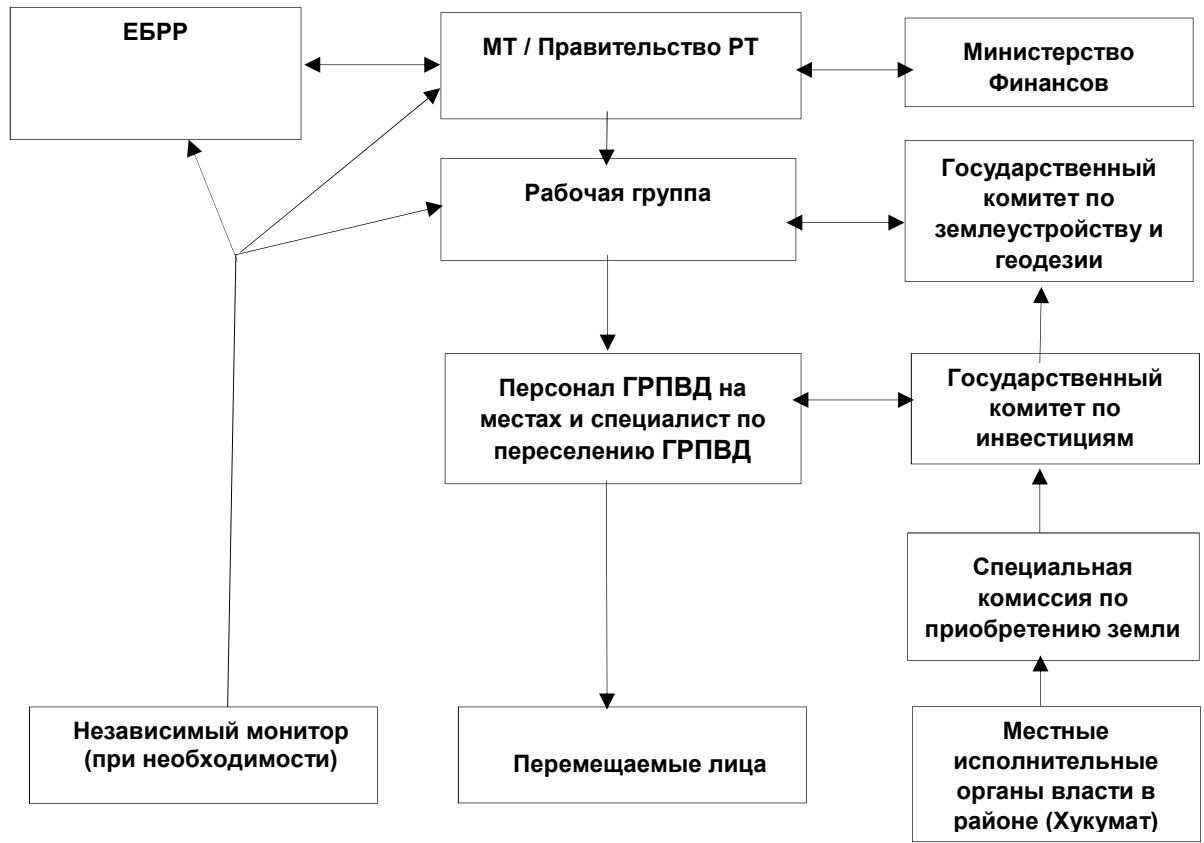 ЕБРР
МТ / Правительство РТ
Министерство
Финансов
Рабочая группа
Государственный
комитет по
землеустройству и
геодезии
Персонал ГРПВД на
местах и специалист по
переселению ГРПВД
Государственный
комитет по
инвестициям
Специальная
комиссия по
приобретению земли
Независимый монитор
(при необходимости)
Перемещаемые лица
Местные
исполнительные
органы власти в
районе (Хукумат)